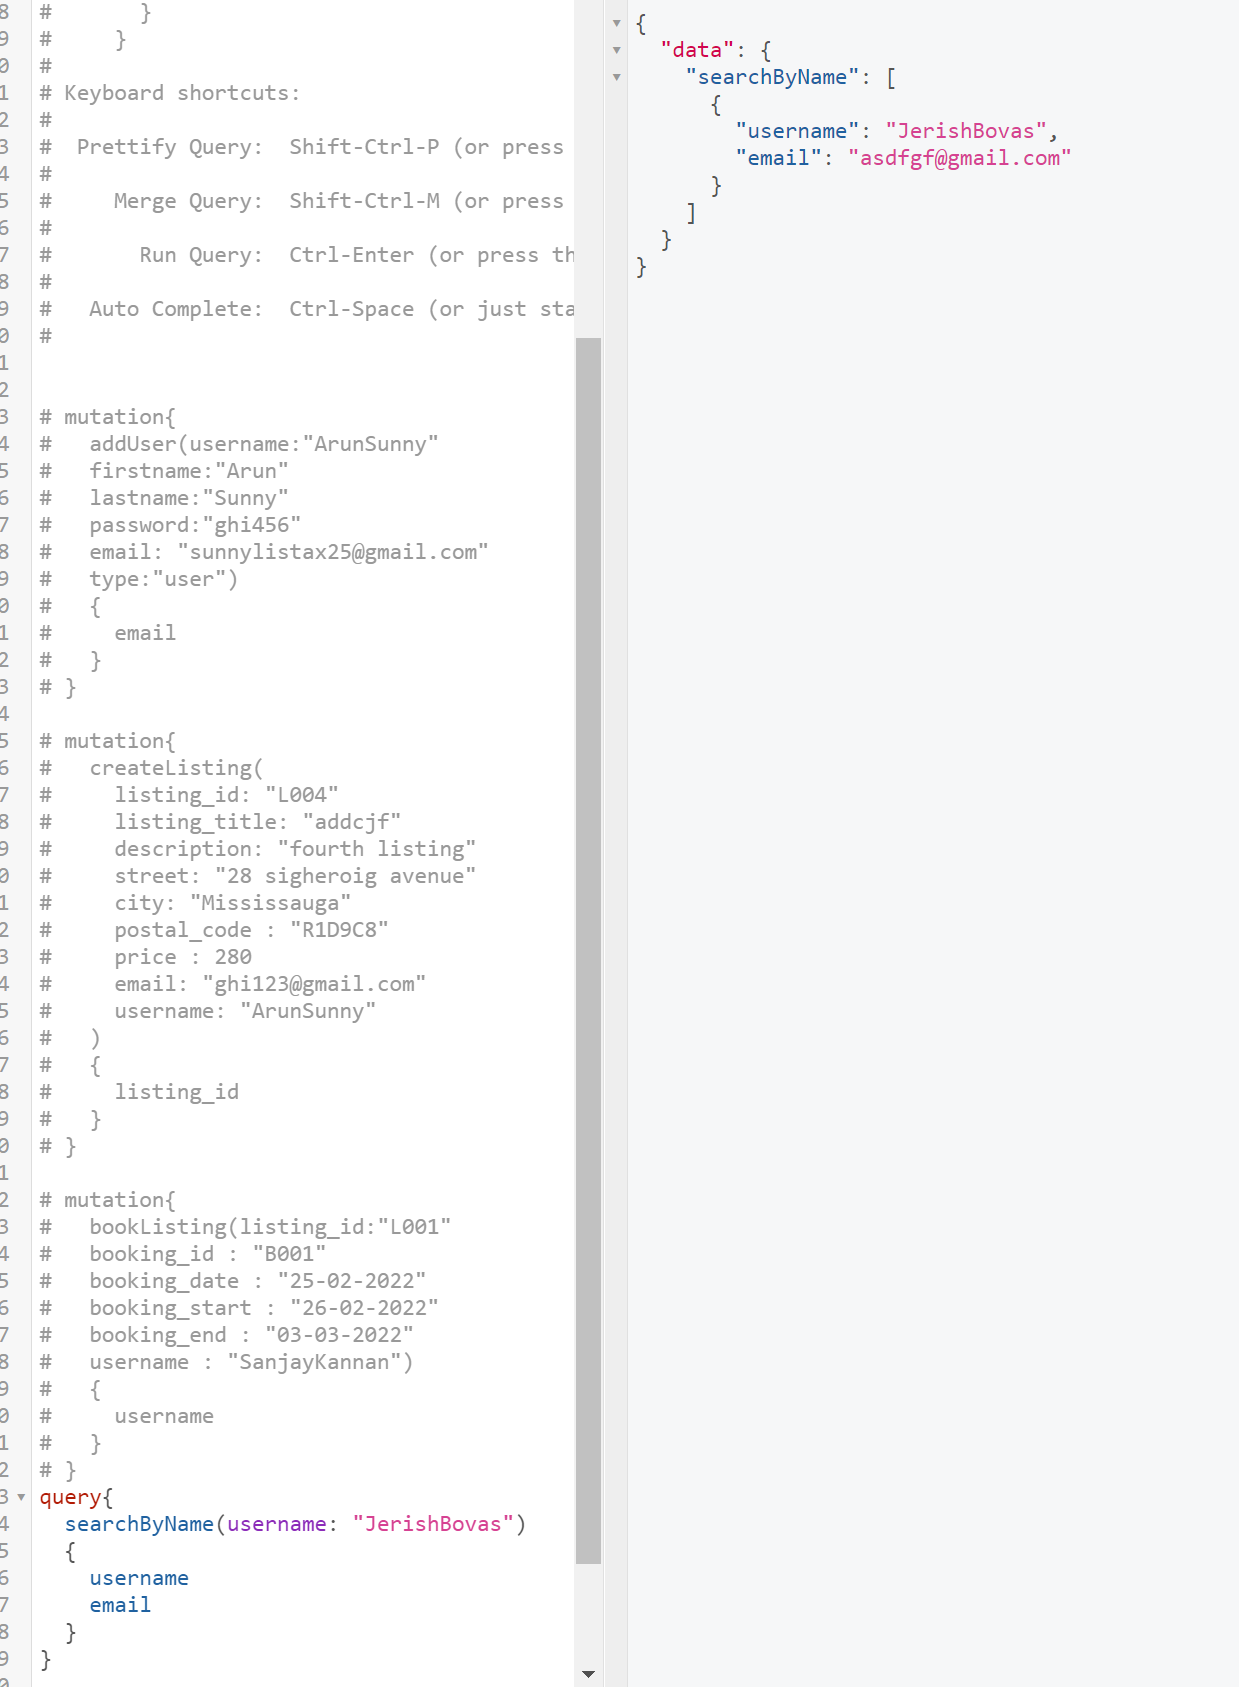 8 #       }
9 #     }
0 #
1 # Keyboard shortcuts:
2 #
3 #  Prettify Query:  Shift-Ctrl-P (or press
4 #
5 #     Merge Query:  Shift-Ctrl-M (or press
6 #
7 #       Run Query:  Ctrl-Enter (or press th
8 #
9 #   Auto Complete:  Ctrl-Space (or just sta
0 #
1
2
3 # mutation{
4 #   addUser(username:"ArunSunny"
5 #   firstname:"Arun"
6 #   lastname:"Sunny"
7 #   password:"ghi456"
8 #   email: "sunnylistax25@gmail.com"
9 #   type:"user")
0 #   {
1 #     email
2 #   }
3 # }
4
5 # mutation{
6 #   createListing(
7 #     listing_id: "L004"
8 #     listing_title: "addcjf"
9 #     description: "fourth listing"
0 #     street: "28 sigheroig avenue"
1 #     city: "Mississauga"
2 #     postal_code : "R1D9C8"
3 #     price : 280
4 #     email: "ghi123@gmail.com"
5 #     username: "ArunSunny"
6 #   )
7 #   {
8 #     listing_id
9 #   }
0 # }
1
2 # mutation{
3 #   bookListing(listing_id:"L001"
4 #   booking_id : "B001"
5 #   booking_date : "25-02-2022"
6 #   booking_start : "26-02-2022"
7 #   booking_end : "03-03-2022"
8 #   username : "SanjayKannan")
9 #   {
0 #     username
1 #   }
2 # }
3 query{
4   searchByName(username: "JerishBovas")
5   {
6     username
7     email
8   }
9 }
0
{
  "data": {
    "searchByName": [
      {
        "username": "JerishBovas",
        "email": "asdfgf@gmail.com"
      }
    ]
  }
}